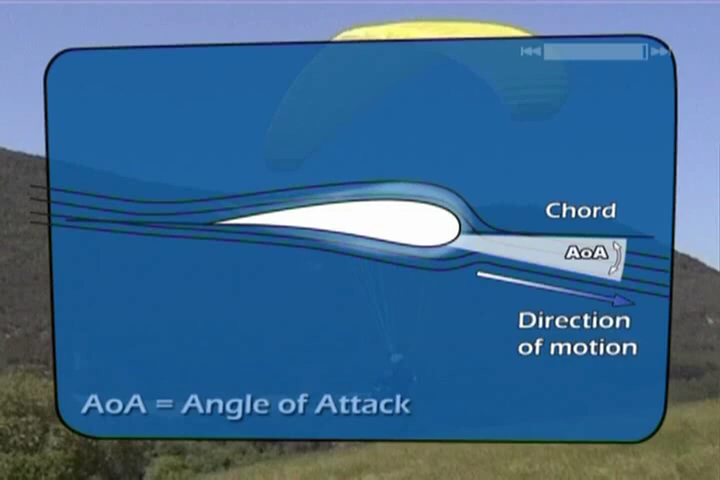 Chord
AoA
Direction
of motion
AoA = Angle of Attack